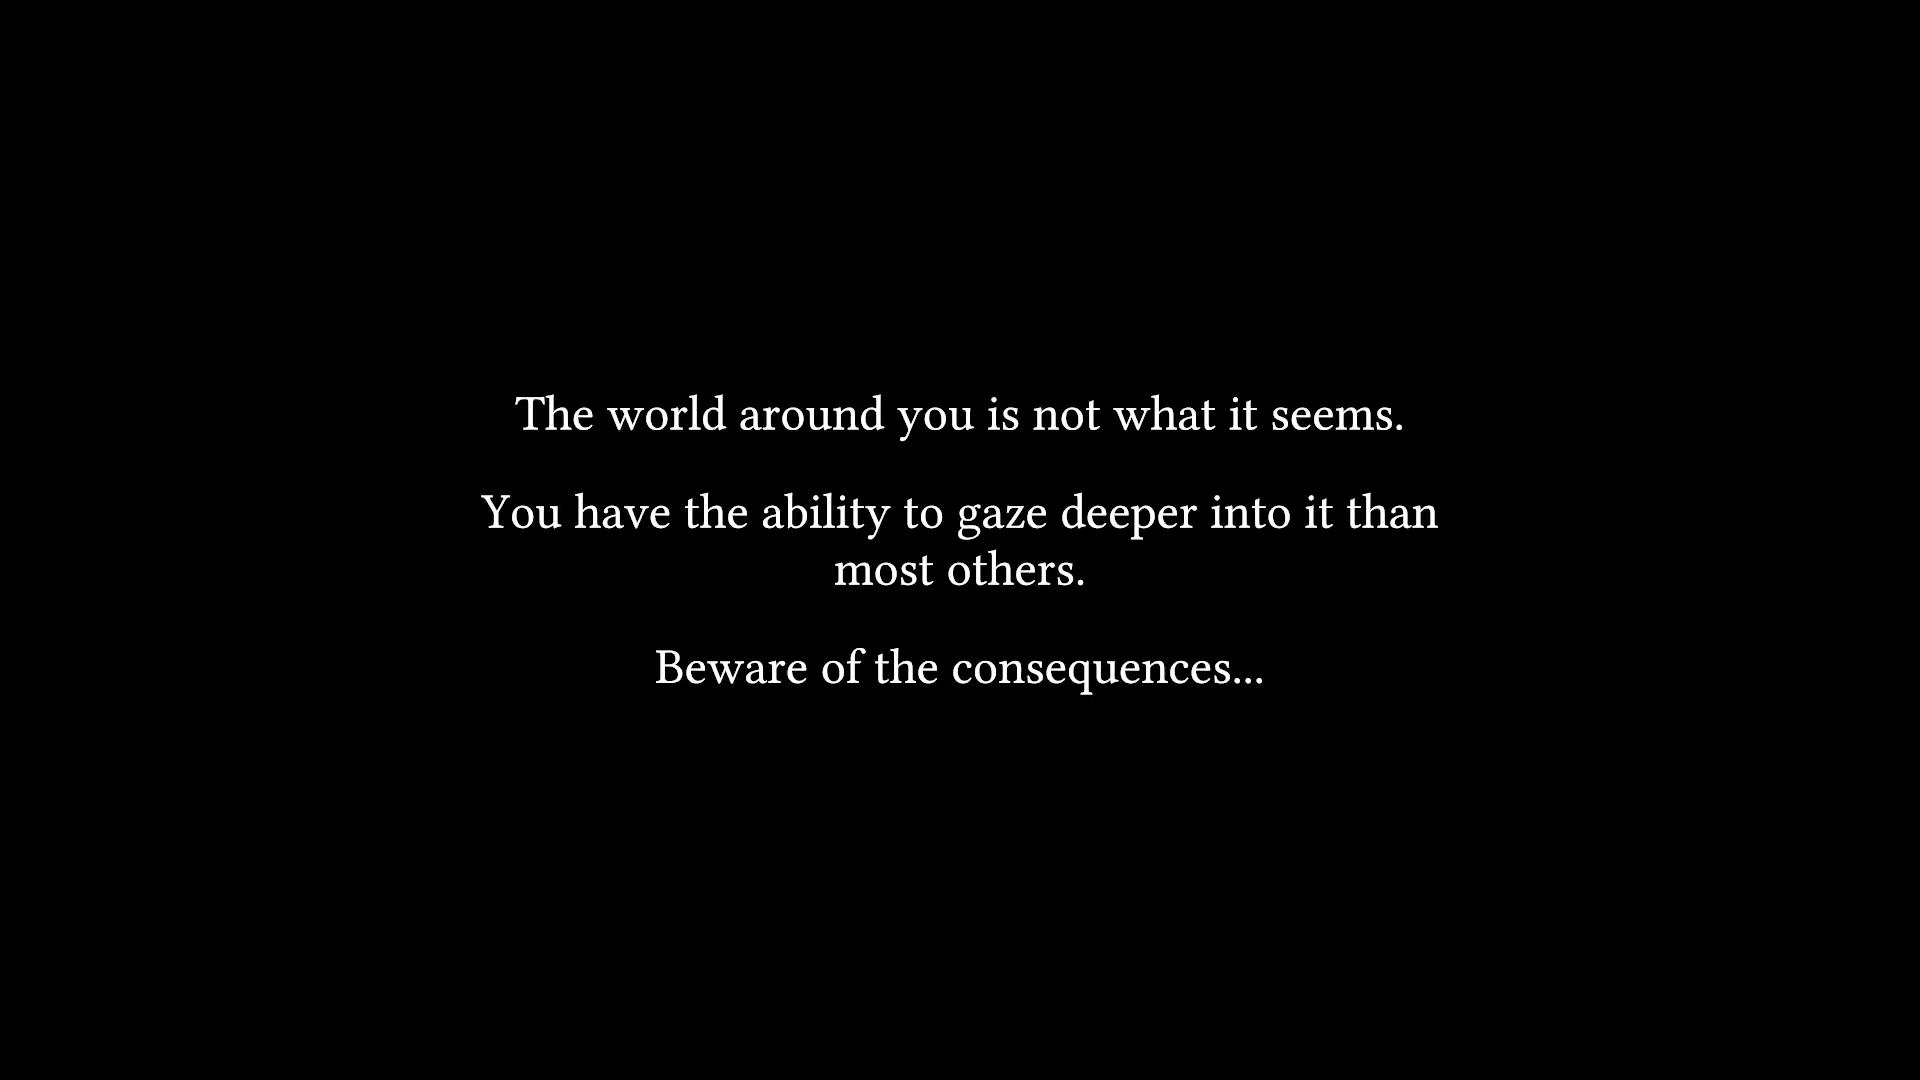 The world around you is not what it seems.
You have the ability to gaze deeper into it than
most others.
Beware of the consequences...